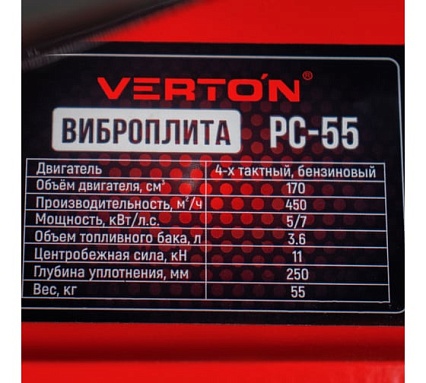 VERTON®
ВИБРОПЛИТА PC-55
Двигатель 4-х тактный, бензиновый
Объём двигателя, см³ 170
Производительность, м²/ч 450
Мощность, кВт/л.с. 5/7
Объем топливного бака, л 3.6
Центробежная сила, кН 11
Глубина уплотнения, мм 250
Вес, кг 55